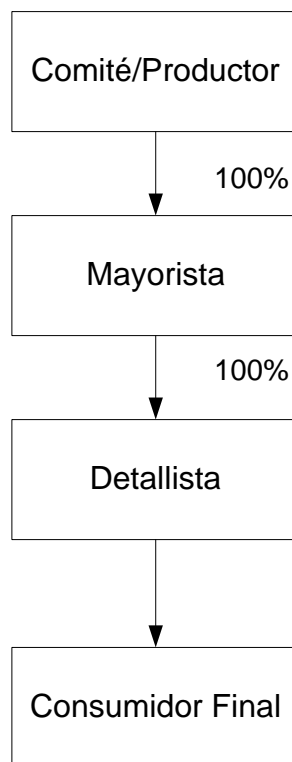 Comité/Productor
100%
Mayorista
100%
Detallista
Consumidor Final